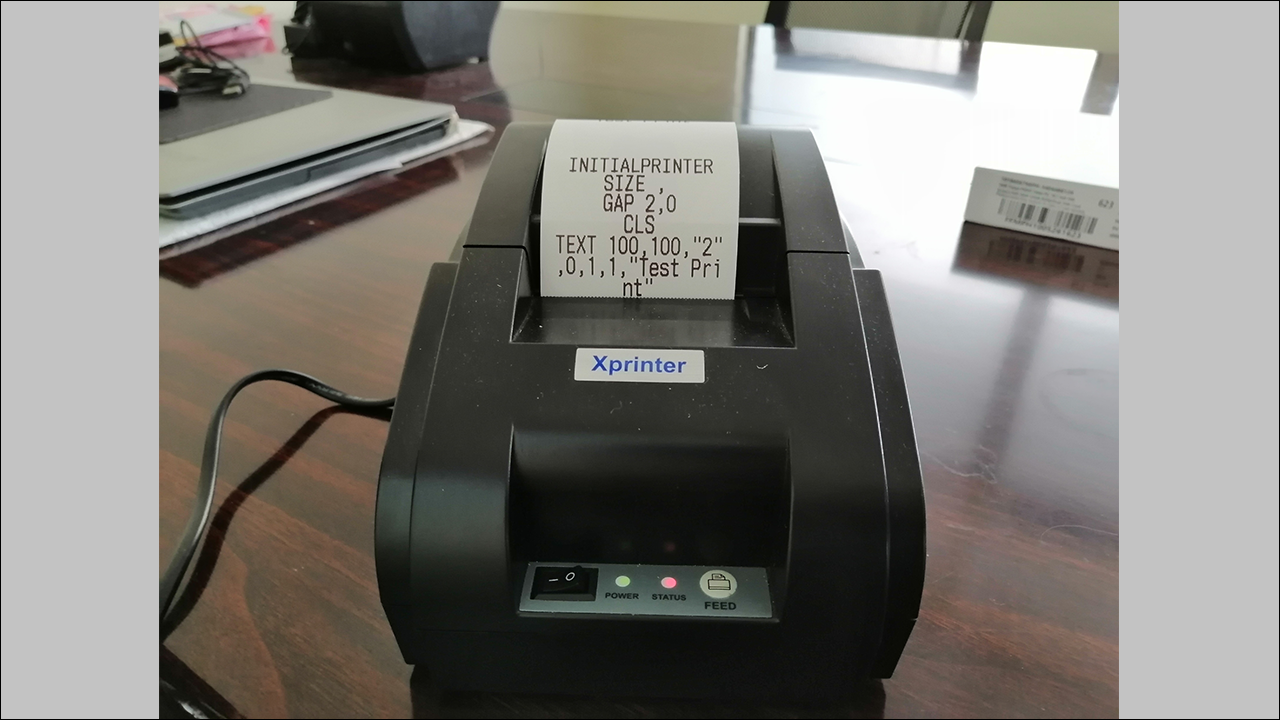 INITIALPRINTER
SIZE ,
GAP 2,0
CLS
TEXT 100,100,"2"
,0,1,1,"Test Pri
nt"
Xprinter
— O
POWER
STATUS
FEED
623